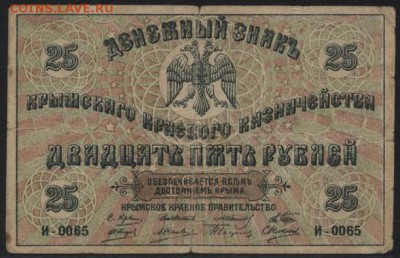 COINS.LAVE.RU
ДЕНЕЖНЫЙ ЗНАКЪ
25 25
КРЫМСКАГО КРАЕВОГО КАЗНАЧЕЙСТВА
ДВАДЦАТЬ ПЯТЬ РУБЛЕЙ
25 25
ОБЕЗПЕЧИВАЕТСЯ ВСѢМЪ
ДОСТОЯНІЕМЪ КРЫМА.
КРЫМСКОЕ КРАЕВОЕ ПРАВИТЕЛЬСТВО
И-0065 И-0065